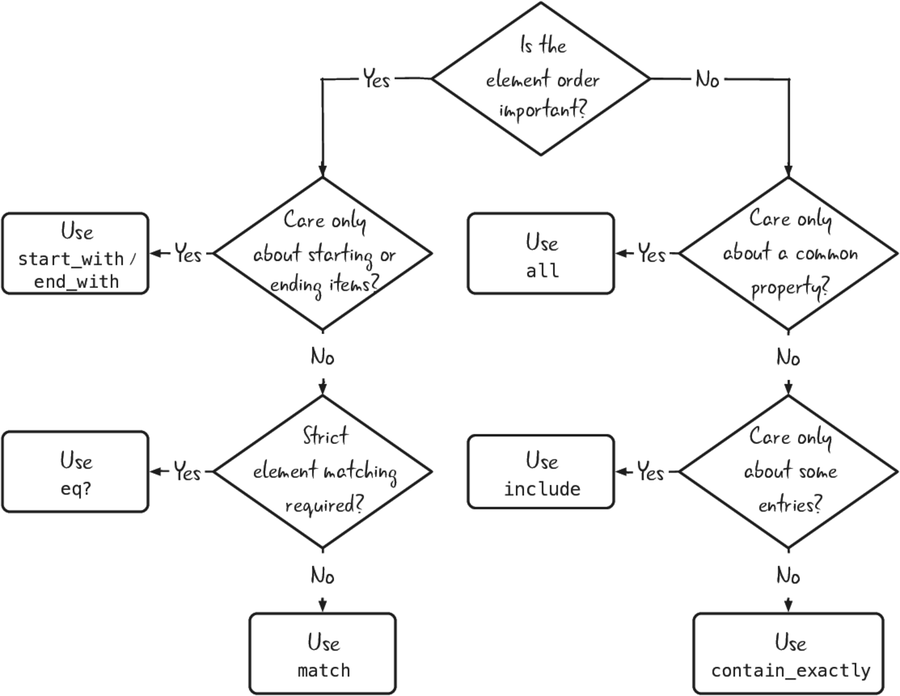 Is the
element order
important?
Yes
No
Care only
about starting or
ending items?
Yes
Use
start_with /
end_with
Care only
about a common
property?
Yes
Use
all
No
No
Strict
element matching
required?
Yes
Use
eq?
Care only
about some
entries?
Yes
Use
include
No
No
Use
match
Use
contain_exactly